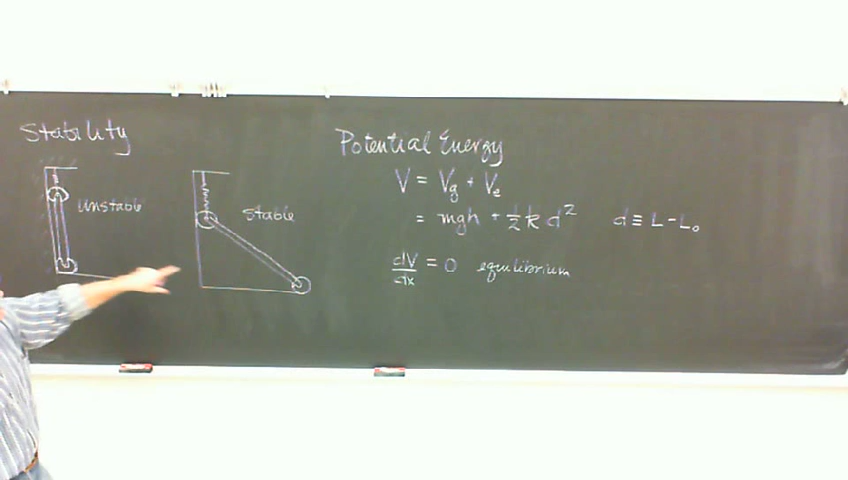 Stability
Unstable
Stable
Potential Energy
V = Vg + Ve
= mgh + ½ k d² d ≡ L - L₀
dV/dx = 0 equilibrium